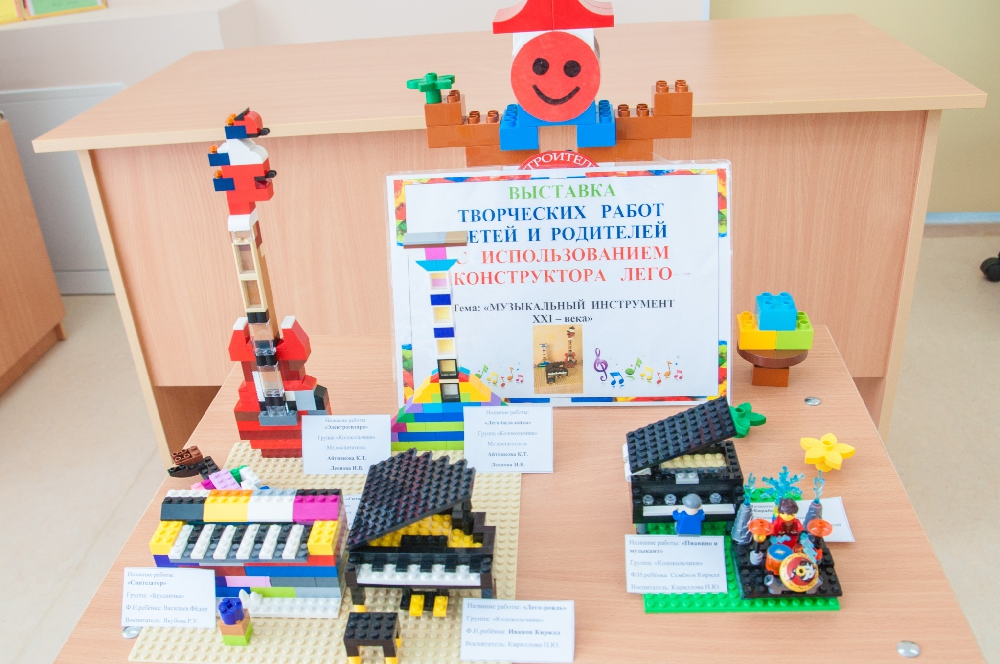 СТРОИТЕЛ
ВЫСТАВКА
ТВОРЧЕСКИХ РАБОТ
ЕТЕЙ И РОДИТЕЛЕЙ
С ИСПОЛЬЗОВАНИЕМ
КОНСТРУКТОРА ЛЕГО
Тема: «МУЗЫКАЛЬНЫЙ ИНСТРУМЕНТ
XXI – века»
Название работы:
«Электрогитара»
Группа «Колокольчики»
Мл.воспитатели:
Айтнякова К.Т.
Леонова И.В.
Название работы:
«Лего-балалайка»
Группа «Колокольчики»
Мл.воспитатели:
Айтнякова К.Т.
Леонова И.В.
Название работы:
«Синтезатор»
Группа: «Брусничка»
Ф.И.ребёнка: Васильев Фёдор
Воспитатель: Якубова Р.У.
Название работы: «Лего-рояль»
Группа: «Колокольчики»
Ф.И.ребёнка: Иванов Кирилл
Воспитатель: Кириллова Н.Ю.
Название работы: «Пианино и
музыкант»
Группа: «Колокольчики»
Ф.И.ребёнка: Семёнов Кирилл
Воспитатель: Кириллова Н.Ю.
Название
«Бараба
Группа